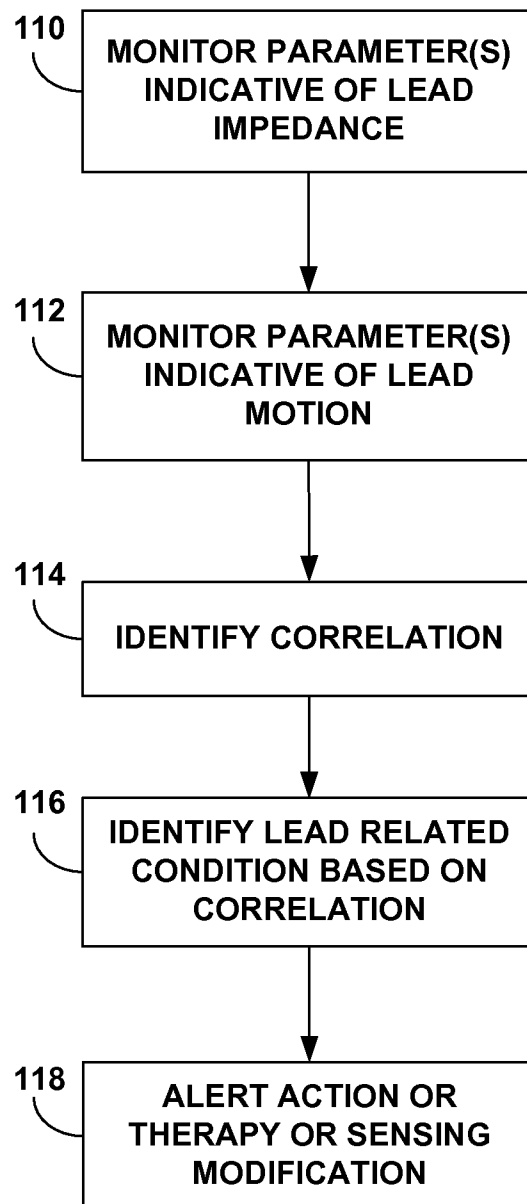 110
MONITOR PARAMETER(S)
INDICATIVE OF LEAD
IMPEDANCE
112
MONITOR PARAMETER(S)
INDICATIVE OF LEAD
MOTION
114
IDENTIFY CORRELATION
116
IDENTIFY LEAD RELATED
CONDITION BASED ON
CORRELATION
118
ALERT ACTION OR
THERAPY OR SENSING
MODIFICATION